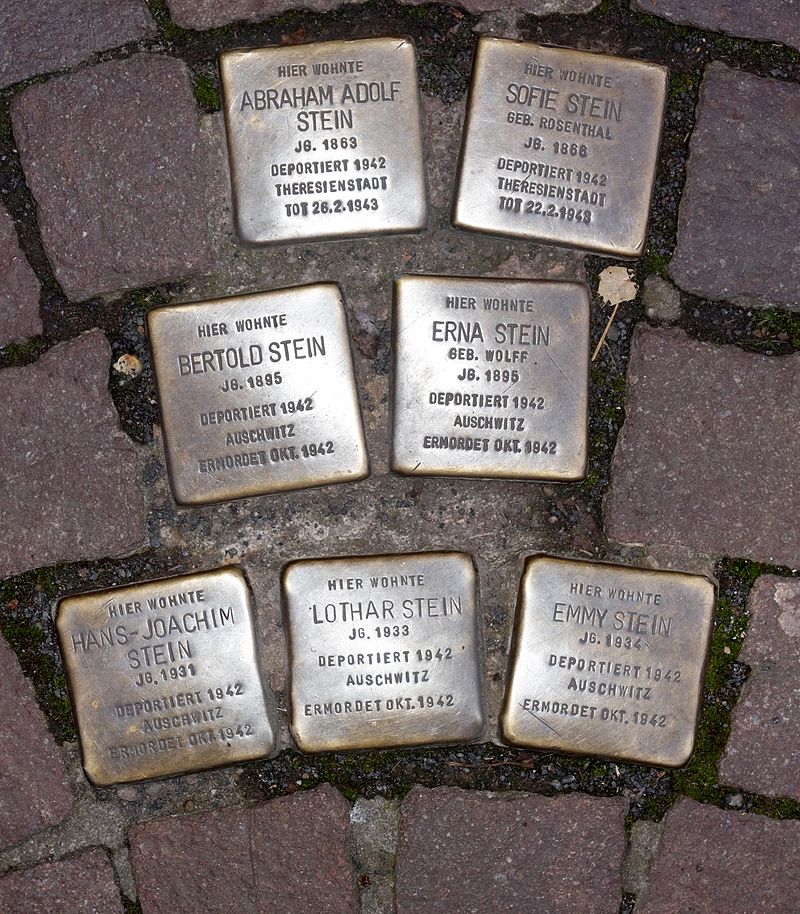 HIER WOHNTE
ABRAHAM ADOLF
STEIN
JG. 1863
DEPORTIERT 1942
THERESIENSTADT
TOT 26.2.1943
HIER WOHNTE
SOFIE STEIN
GEB. ROSENTHAL
JG. 1868
DEPORTIERT 1942
THERESIENSTADT
TOT 22.2.1943
HIER WOHNTE
BERTOLD STEIN
JG. 1895
DEPORTIERT 1942
AUSCHWITZ
ERMORDET OKT. 1942
HIER WOHNTE
ERNA STEIN
GEB. WOLFF
JG. 1895
DEPORTIERT 1942
AUSCHWITZ
ERMORDET OKT. 1942
HIER WOHNTE
HANS-JOACHIM
STEIN
JG. 1931
DEPORTIERT 1942
AUSCHWITZ
ERMORDET OKT. 1942
HIER WOHNTE
LOTHAR STEIN
JG. 1933
DEPORTIERT 1942
AUSCHWITZ
ERMORDET OKT. 1942
HIER WOHNTE
EMMY STEIN
JG. 1934
DEPORTIERT 1942
AUSCHWITZ
ERMORDET OKT. 1942